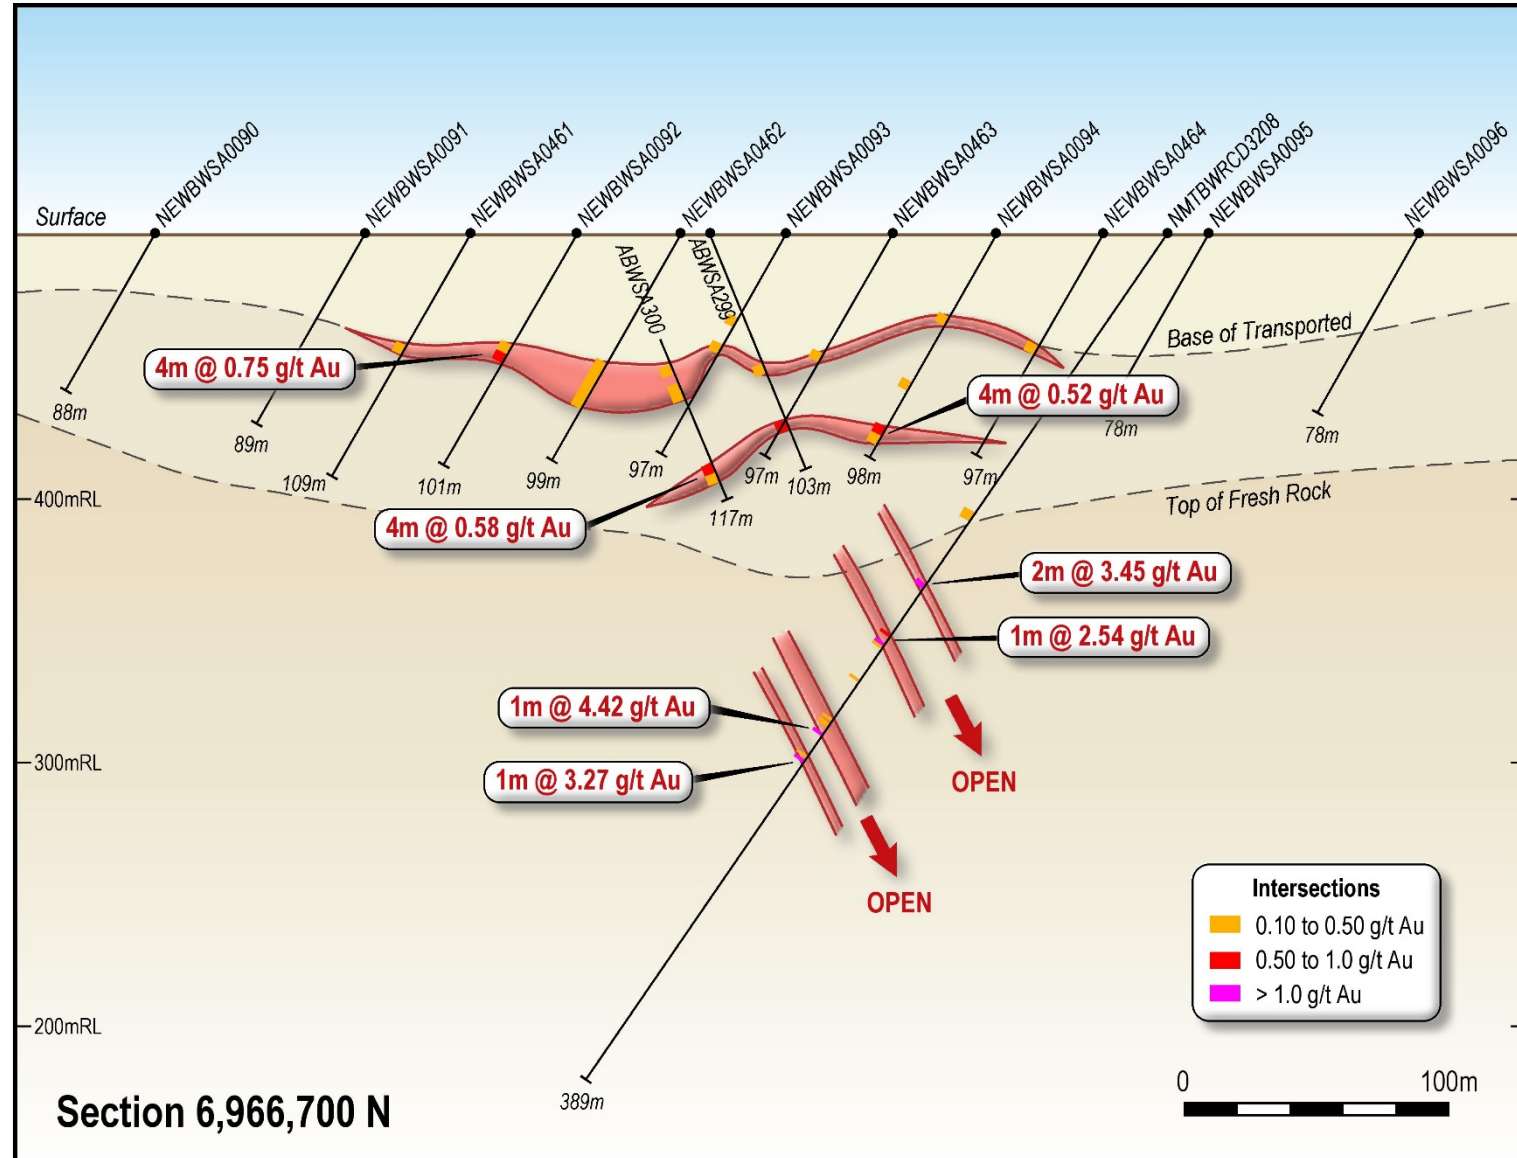 NEWBWSA0090
NEWBWSA0091
NEWBWSA0461
NEWBWSA0092
NEWBWSA0462
NEWBWSA0093
NEWBWSA0463
NEWBWSA0094
NEWBWSA0464
NMTBWRCD3208
NEWBWSA0095
NEWBWSA0096
Surface
ABWSA300
ABWSA299
Base of Transported
4m @ 0.75 g/t Au
4m @ 0.52 g/t Au
88m
89m
109m
101m
99m
97m
97m
103m
98m
97m
78m
78m
400mRL
117m
Top of Fresh Rock
4m @ 0.58 g/t Au
2m @ 3.45 g/t Au
1m @ 2.54 g/t Au
1m @ 4.42 g/t Au
300mRL
1m @ 3.27 g/t Au
OPEN
OPEN
Intersections
0.10 to 0.50 g/t Au
0.50 to 1.0 g/t Au
> 1.0 g/t Au
200mRL
389m
0 100m
Section 6,966,700 N